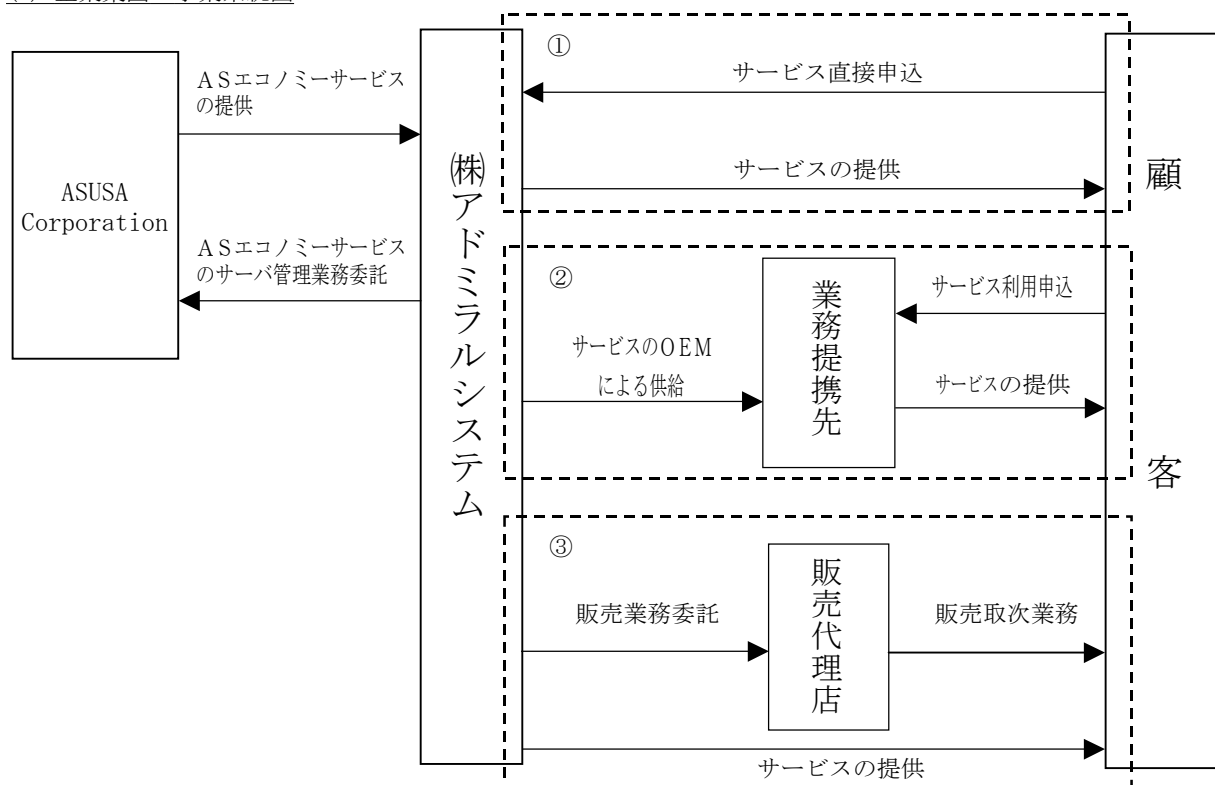 ASUSA
Corporation
ＡＳエコノミーサービス
の提供
ＡＳエコノミーサービス
のサーバ管理業務委託
㈱アドミラルシステム
①
サービス直接申込
サービスの提供
②
サービスのＯＥＭ
による供給
業務提携先
サービス利用申込
サービスの提供
③
販売業務委託
販売代理店
販売取次業務
サービスの提供
顧客